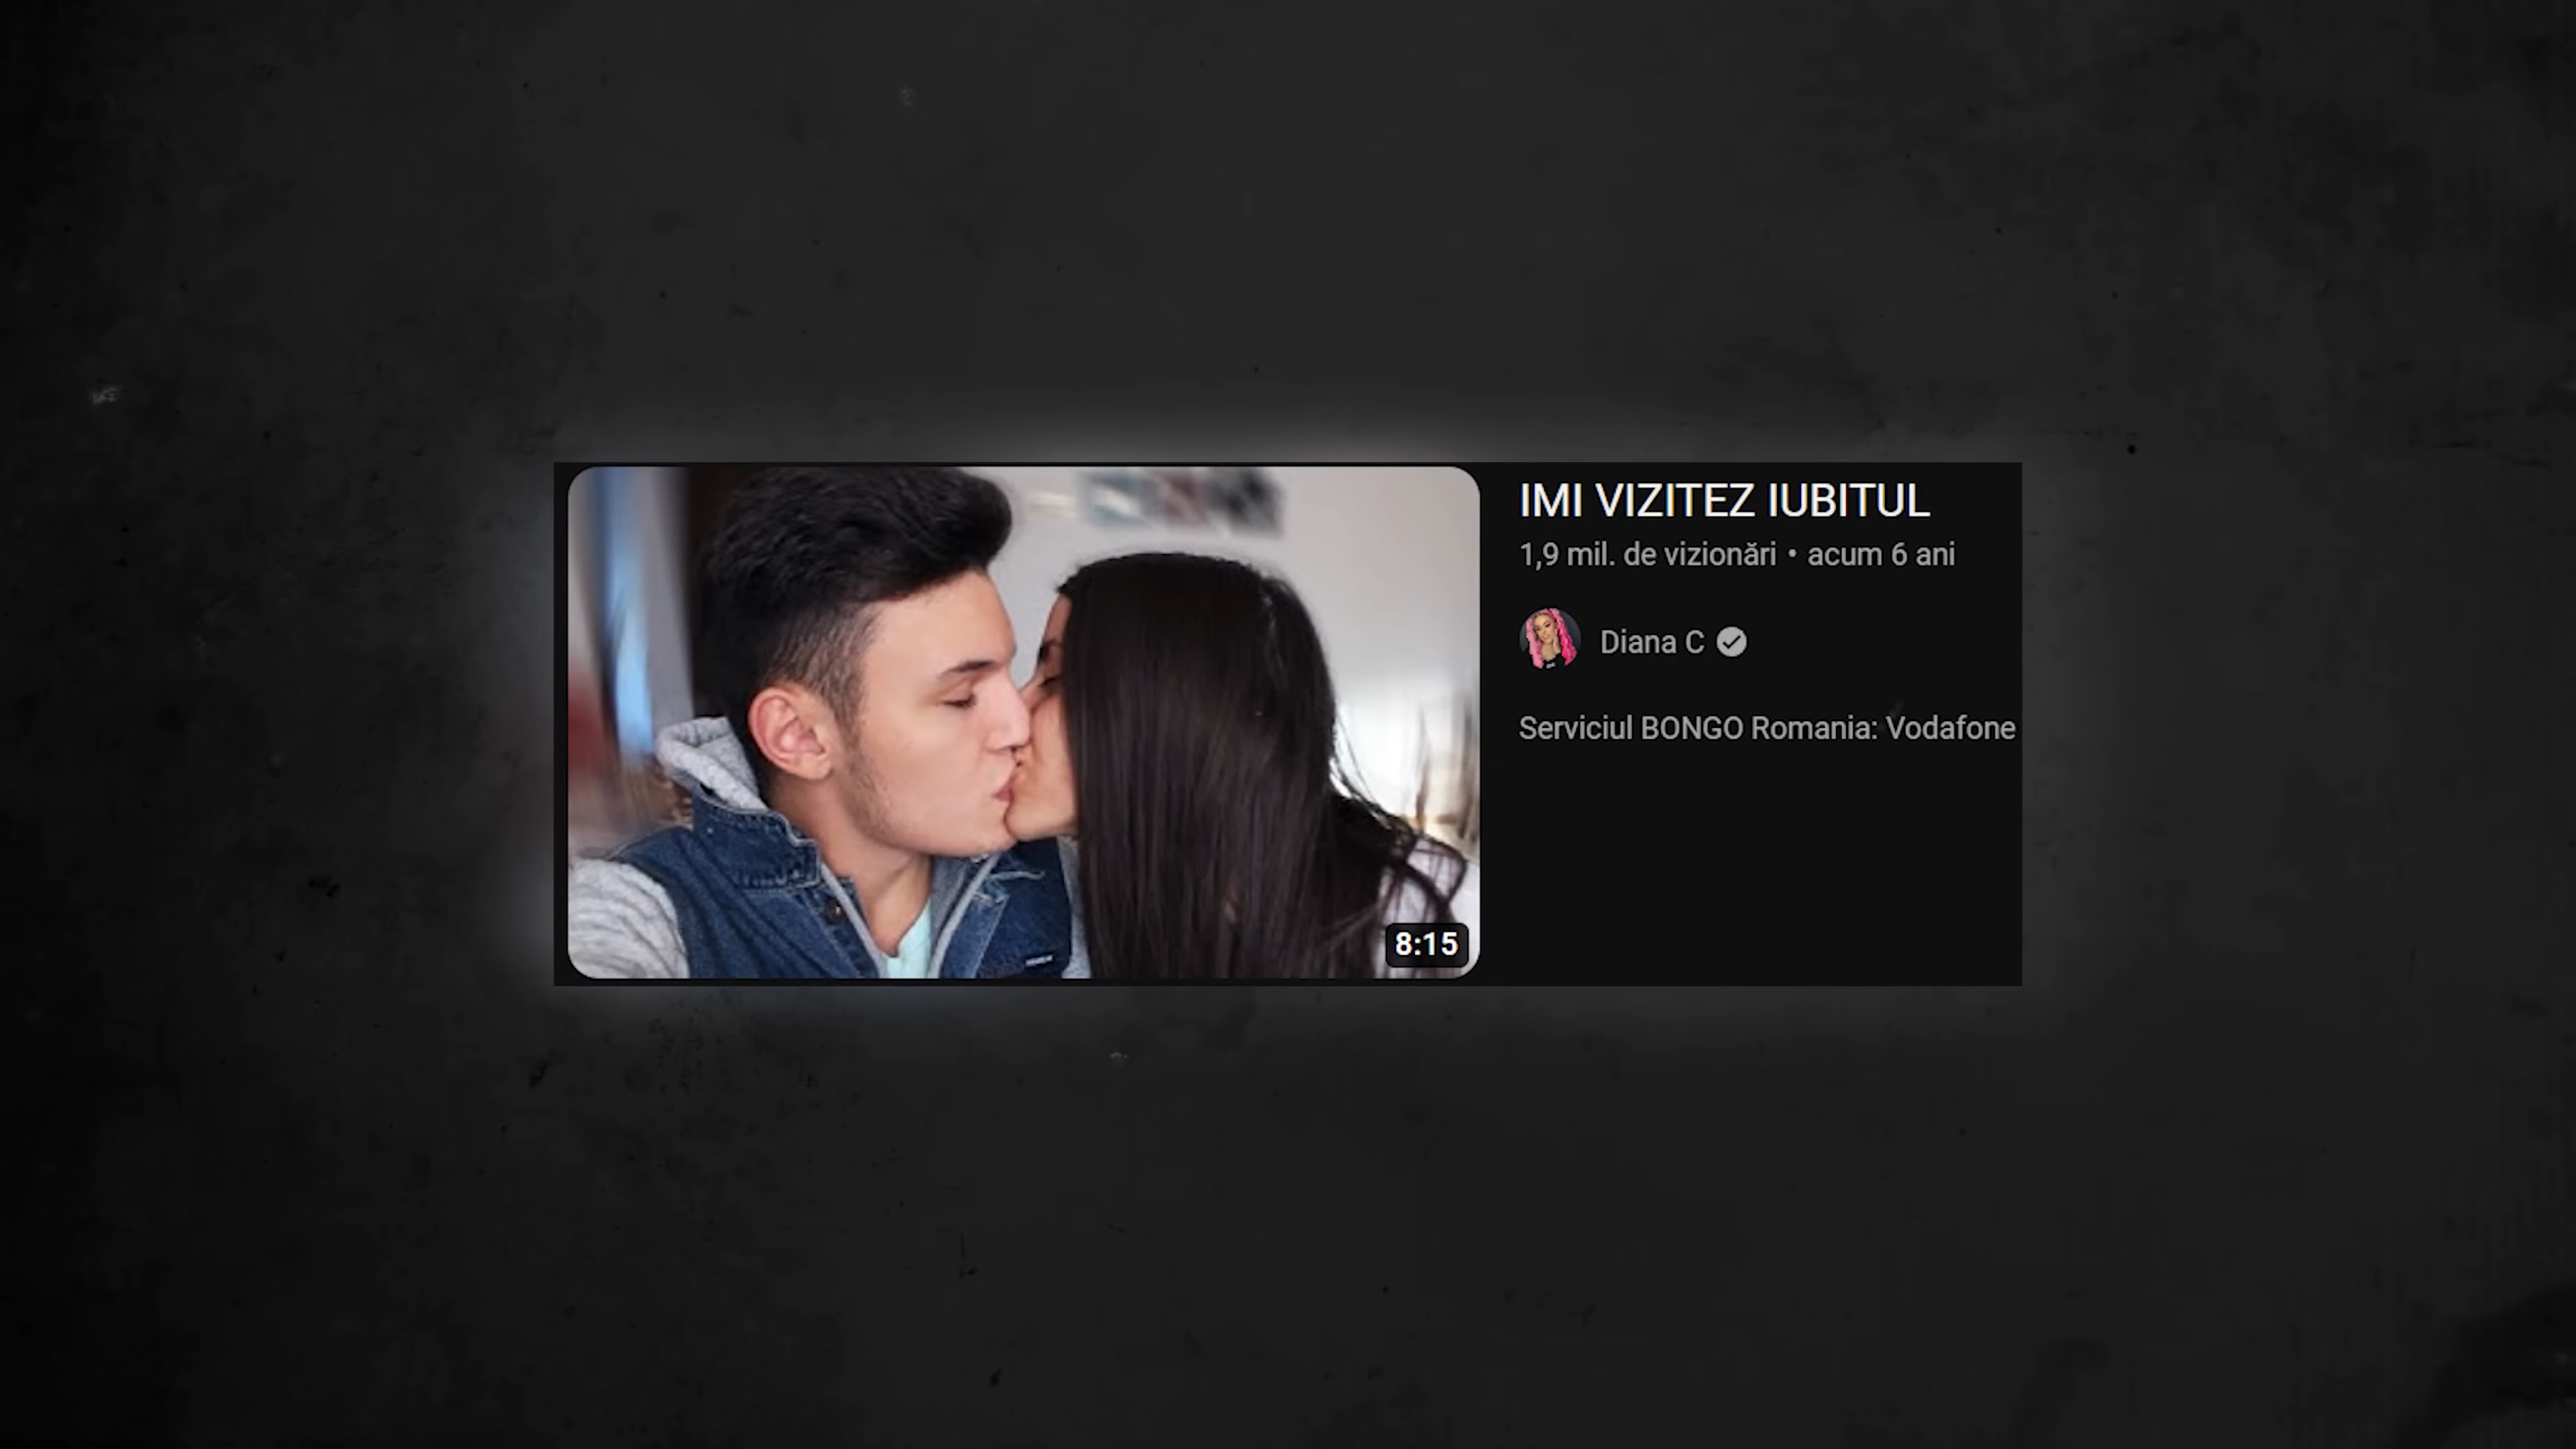 IMI VIZITEZ IUBITUL
1,9 mil. de vizionări • acum 6 ani
Diana C
Serviciul BONGO Romania: Vodafone
8:15